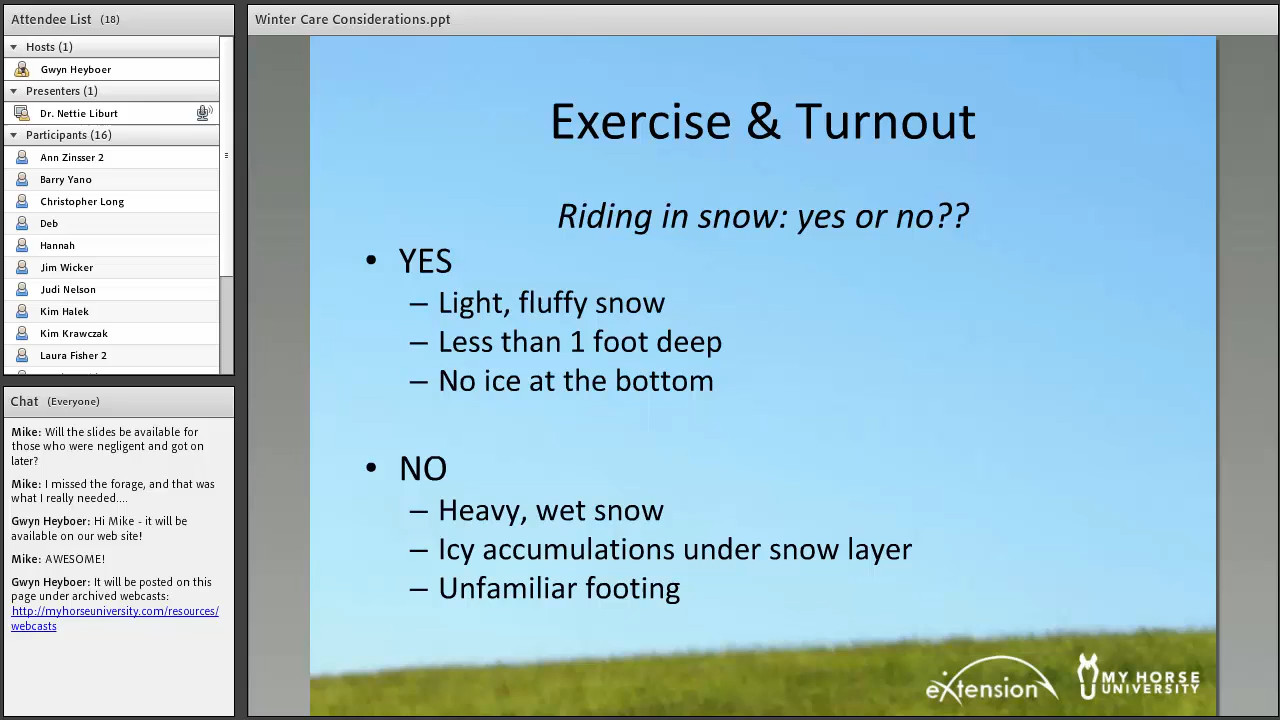 Attendee List (18)
Hosts (1)
Gwyn Heyboer
Presenters (1)
Dr. Nettie Liburt
Participants (16)
Ann Zinsser 2
Barry Yano
Christopher Long
Deb
Hannah
Jim Wicker
Judi Nelson
Kim Halek
Kim Krawczak
Laura Fisher 2
Chat (Everyone)
Mike: Will the slides be available for
those who were negligent and got on
later?
Mike: I missed the forage, and that was
what I really needed....
Gwyn Heyboer: Hi Mike - it will be
available on our web site!
Mike: AWESOME!
Gwyn Heyboer: It will be posted on this
page under archived webcasts:
http://myhorseuniversity.com/resources/
webcasts
Winter Care Considerations.ppt
Exercise & Turnout
Riding in snow: yes or no??
• YES
– Light, fluffy snow
– Less than 1 foot deep
– No ice at the bottom
• NO
– Heavy, wet snow
– Icy accumulations under snow layer
– Unfamiliar footing
eXtension
MY HORSE
UNIVERSITY